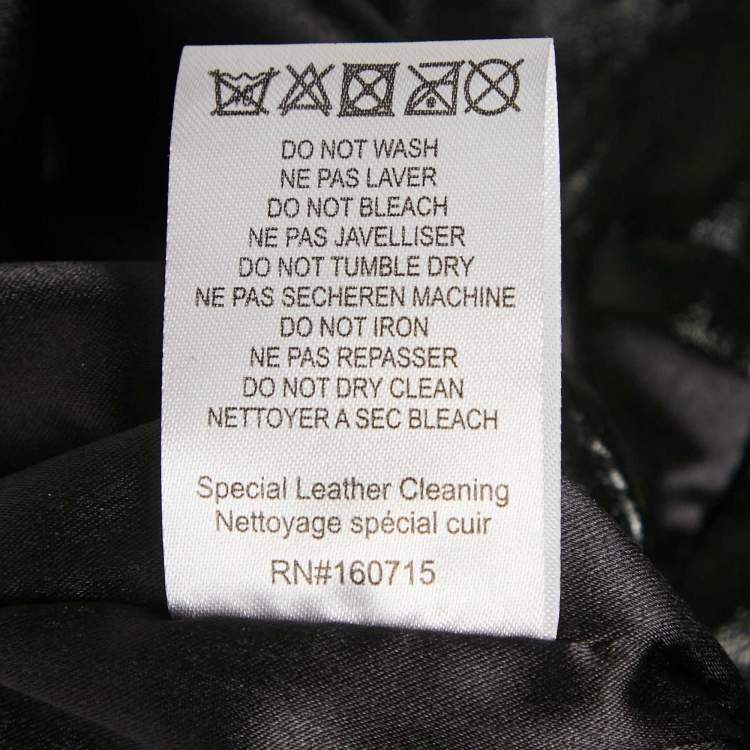 DO NOT WASH
NE PAS LAVER
DO NOT BLEACH
NE PAS JAVELLISER
DO NOT TUMBLE DRY
NE PAS SECHEREN MACHINE
DO NOT IRON
NE PAS REPASSER
DO NOT DRY CLEAN
NETTOYER A SEC BLEACH
Special Leather Cleaning
Nettoyage spécial cuir
RN#160715